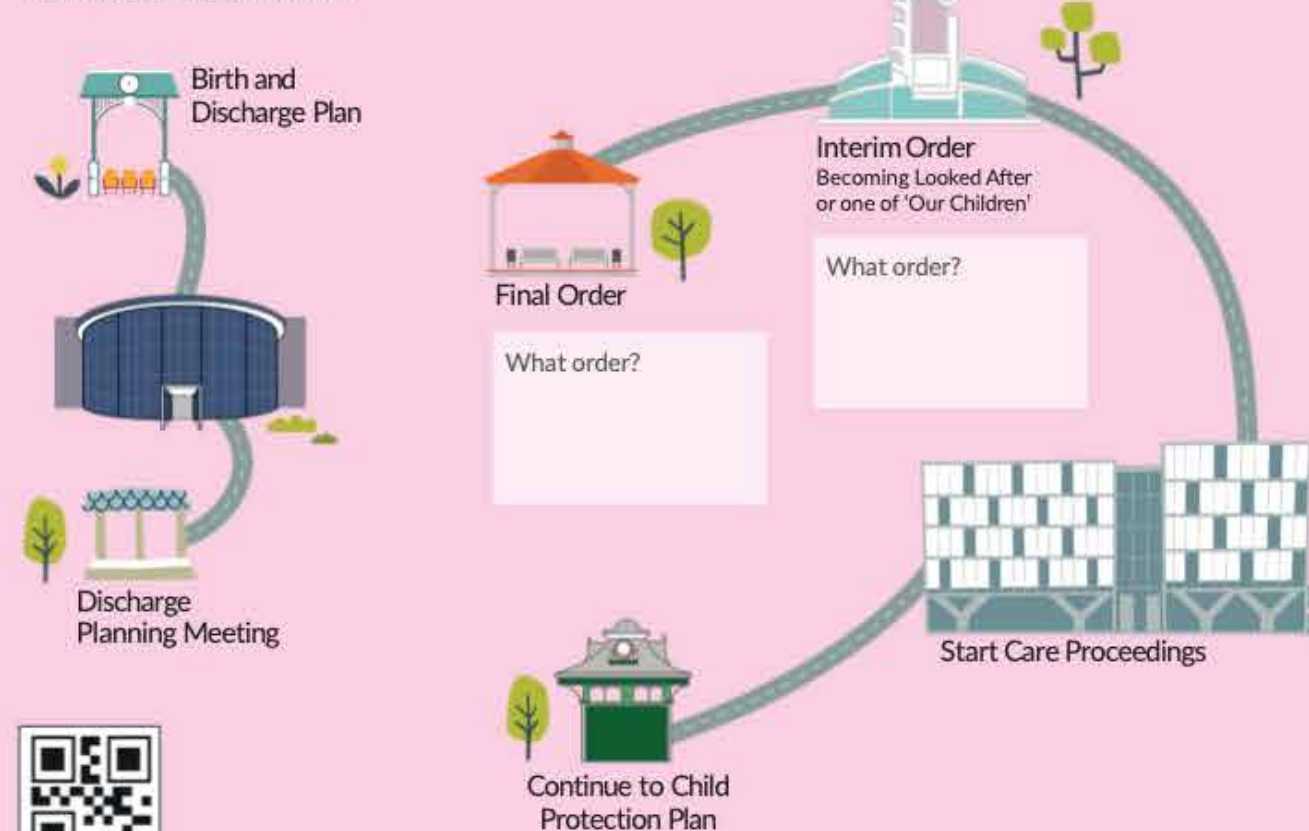 Birth and
Discharge Plan
Discharge
Planning Meeting
Final Order
What order?
Interim Order
Becoming Looked After
or one of 'Our Children'
What order?
Start Care Proceedings
Continue to Child
Protection Plan